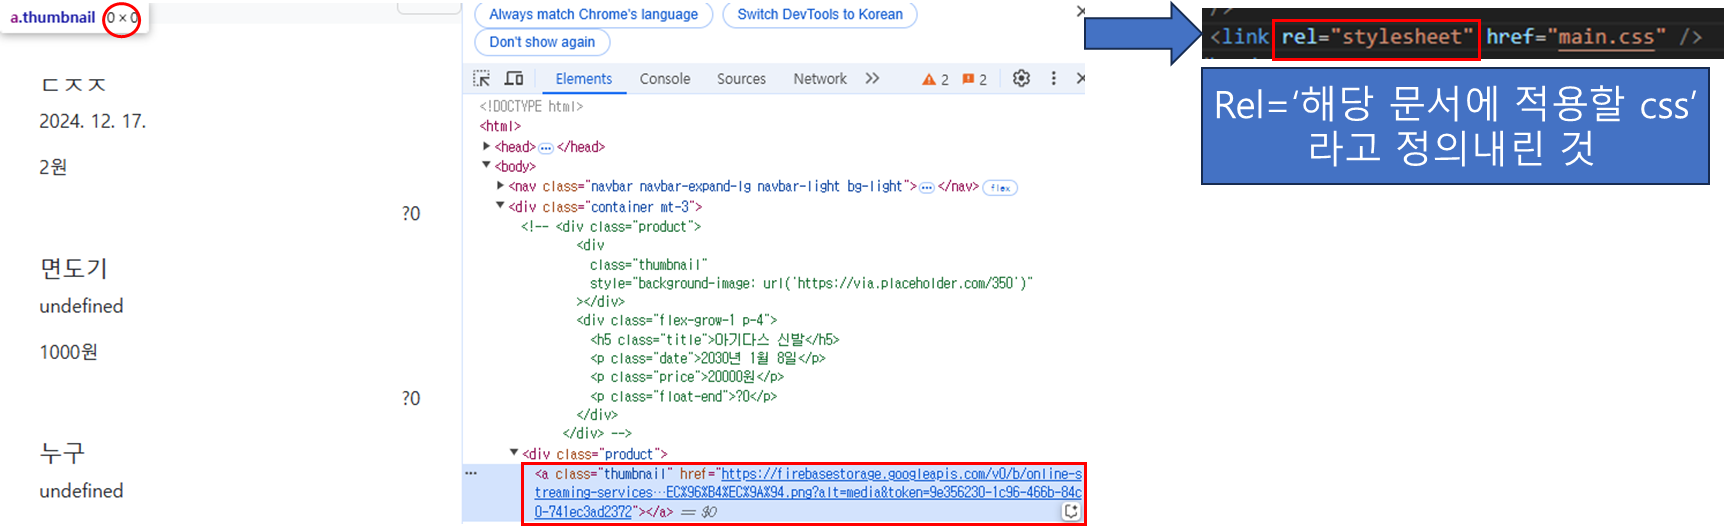 a.thumbnail 0 × 0
ㄷㅈㅈ
2024. 12. 17.
2원
?0
면도기
undefined
1000원
?0
누구
undefined
Always match Chrome's language
Switch DevTools to Korean
Don't show again
Elements Console Sources Network 2 2
<!DOCTYPE html>
<html>
<head> </head>
<body>
<nav class="navbar navbar-expand-lg navbar-light bg-light"> </nav> flex
<div class="container mt-3">
<!-- <div class="product">
<div
class="thumbnail"
style="background-image: url('https://via.placeholder.com/350')"
></div>
<div class="flex-grow-1 p-4">
<h5 class="title">아기다스 신발</h5>
<p class="date">2030년 1월 8일</p>
<p class="price">20000원</p>
<p class="float-end">?0</p>
</div>
</div> -->
<div class="product">
<a class="thumbnail" href="https://firebasestorage.googleapis.com/v0/b/online-s
treaming-services…EC%96%B4%EC%9A%94.png?alt=media&token=9e356230-1c96-466b-84c
0-741ec3ad2372"></a> == $0
/>
<link rel="stylesheet" href="main.css" />
Rel='해당 문서에 적용할 css'
라고 정의내린 것